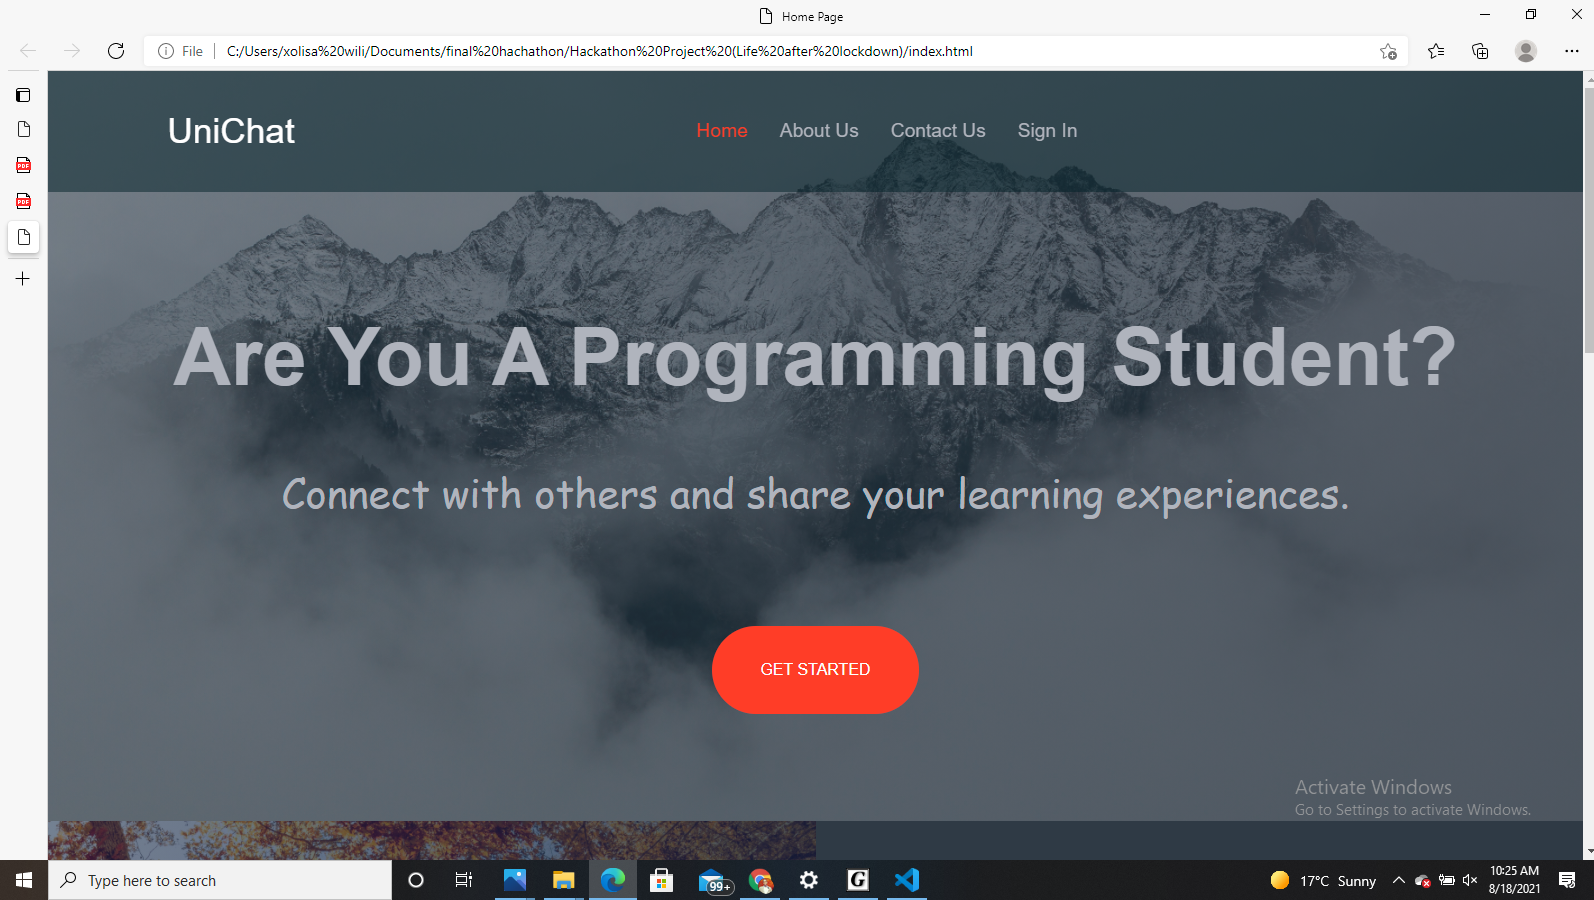 Home Page
File
C:/Users/xolisa%20wili/Documents/final%20hachathon/Hackathon%20Project%20(Life%20after%20lockdown)/index.html
PDF
PDF
UniChat
Home About Us Contact Us Sign In
Are You A Programming Student?
Connect with others and share your learning experiences.
GET STARTED
Activate Windows
Go to Settings to activate Windows.
Type here to search
99+
G
17°C Sunny
10:25 AM
8/18/2021